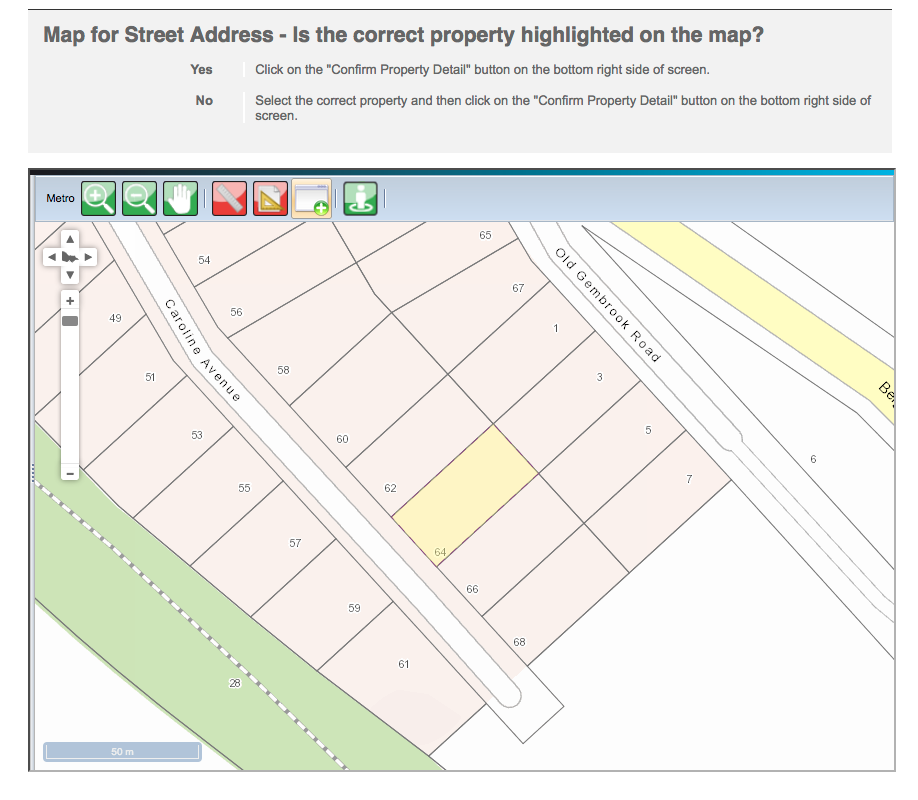 Map for Street Address - Is the correct property highlighted on the map?
Yes
Click on the "Confirm Property Detail" button on the bottom right side of screen.
No
Select the correct property and then click on the "Confirm Property Detail" button on the bottom right side of
screen.
Metro
65
54
67
56
49
Old Gembrook Road
Caroline Avenue
1
58
51
3
Be
53
60
5
6
55
62
7
57
64
66
59
68
61
28
50 m